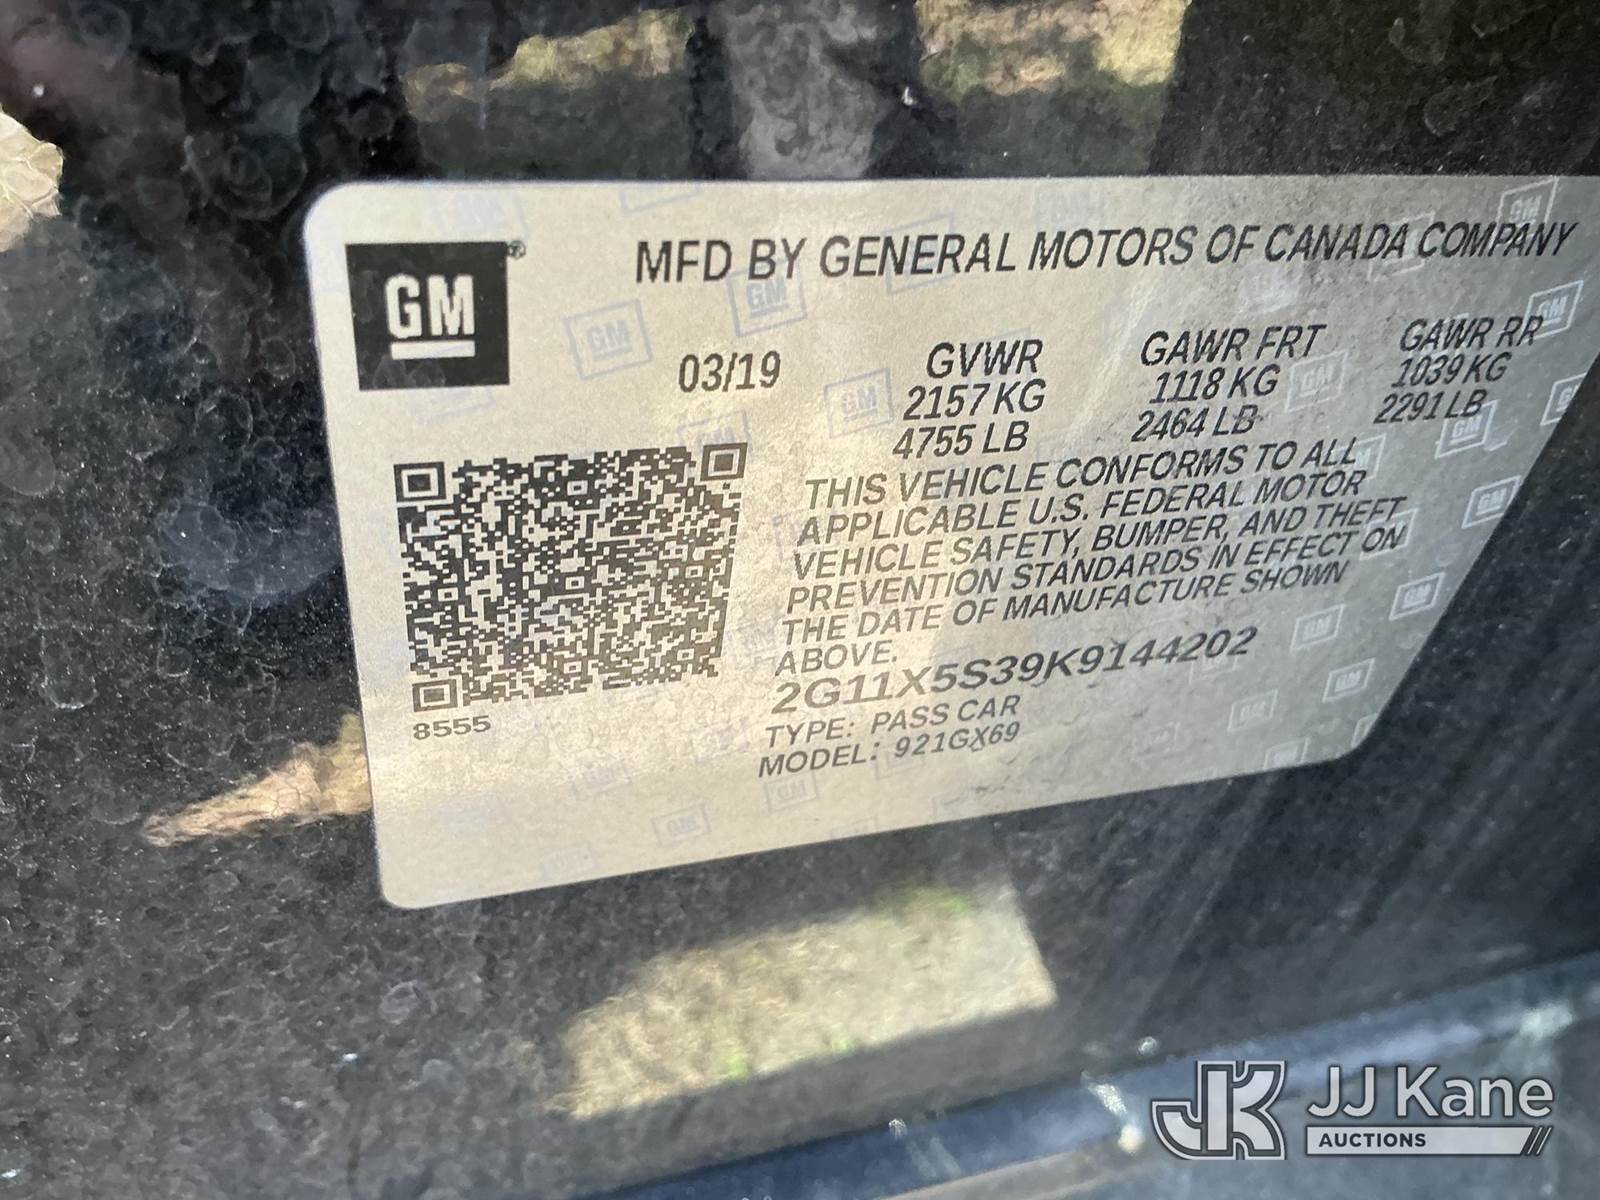 GM®
MFD BY GENERAL MOTORS OF CANADA COMPANY
03/19
GVWR
2157 KG
4755 LB
GAWR FRT
1118 KG
2464 LB
GAWR RR
1039 KG
2291 LB
THIS VEHICLE CONFORMS TO ALL
APPLICABLE U.S. FEDERAL MOTOR
VEHICLE SAFETY, BUMPER, AND THEFT
PREVENTION STANDARDS IN EFFECT ON
THE DATE OF MANUFACTURE SHOWN
ABOVE.
2G11X5S39K9144202
TYPE: PASS CAR
MODEL: 921GX69
8555
JK JJ Kane
AUCTIONS